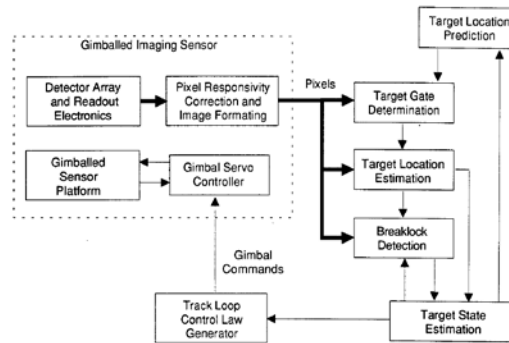 Target Location
Prediction
Gimballed Imaging Sensor
Detector Array
and Readout
Electronics
Pixel Responsivity
Correction and
Image Formating
Pixels
Target Gate
Determination
Gimballed
Sensor
Platform
Gimbal Servo
Controller
Target Location
Estimation
Breaklock
Detection
Gimbal
Commands
Track Loop
Control Law
Generator
Target State
Estimation